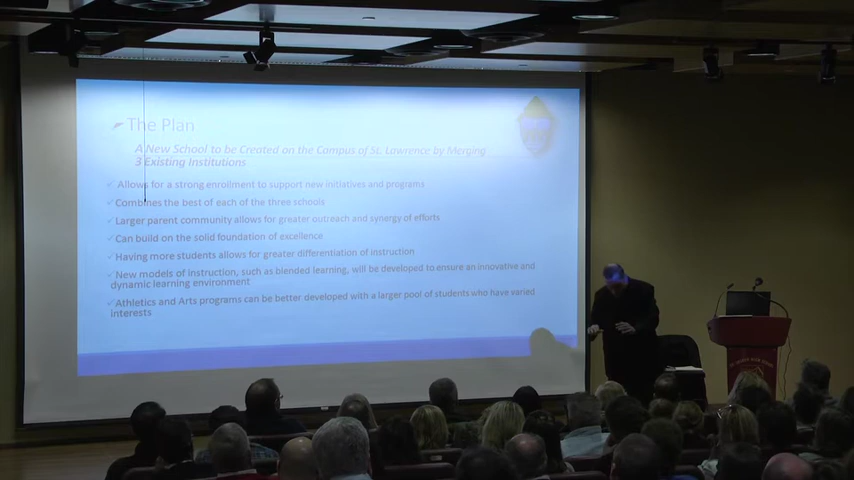 The Plan
A New School to be Created on the Campus of St. Lawrence by Merging
3 Existing Institutions
Allows for a strong enrollment to support new initiatives and programs
Combines the best of each of the three schools
Larger parent community allows for greater outreach and synergy of efforts
Can build on the solid foundation of excellence
Having more students allows for greater differentiation of instruction
New models of instruction, such as blended learning, will be developed to ensure an innovative and
dynamic learning environment
Athletics and Arts programs can be better developed with a larger pool of students who have varied
interests